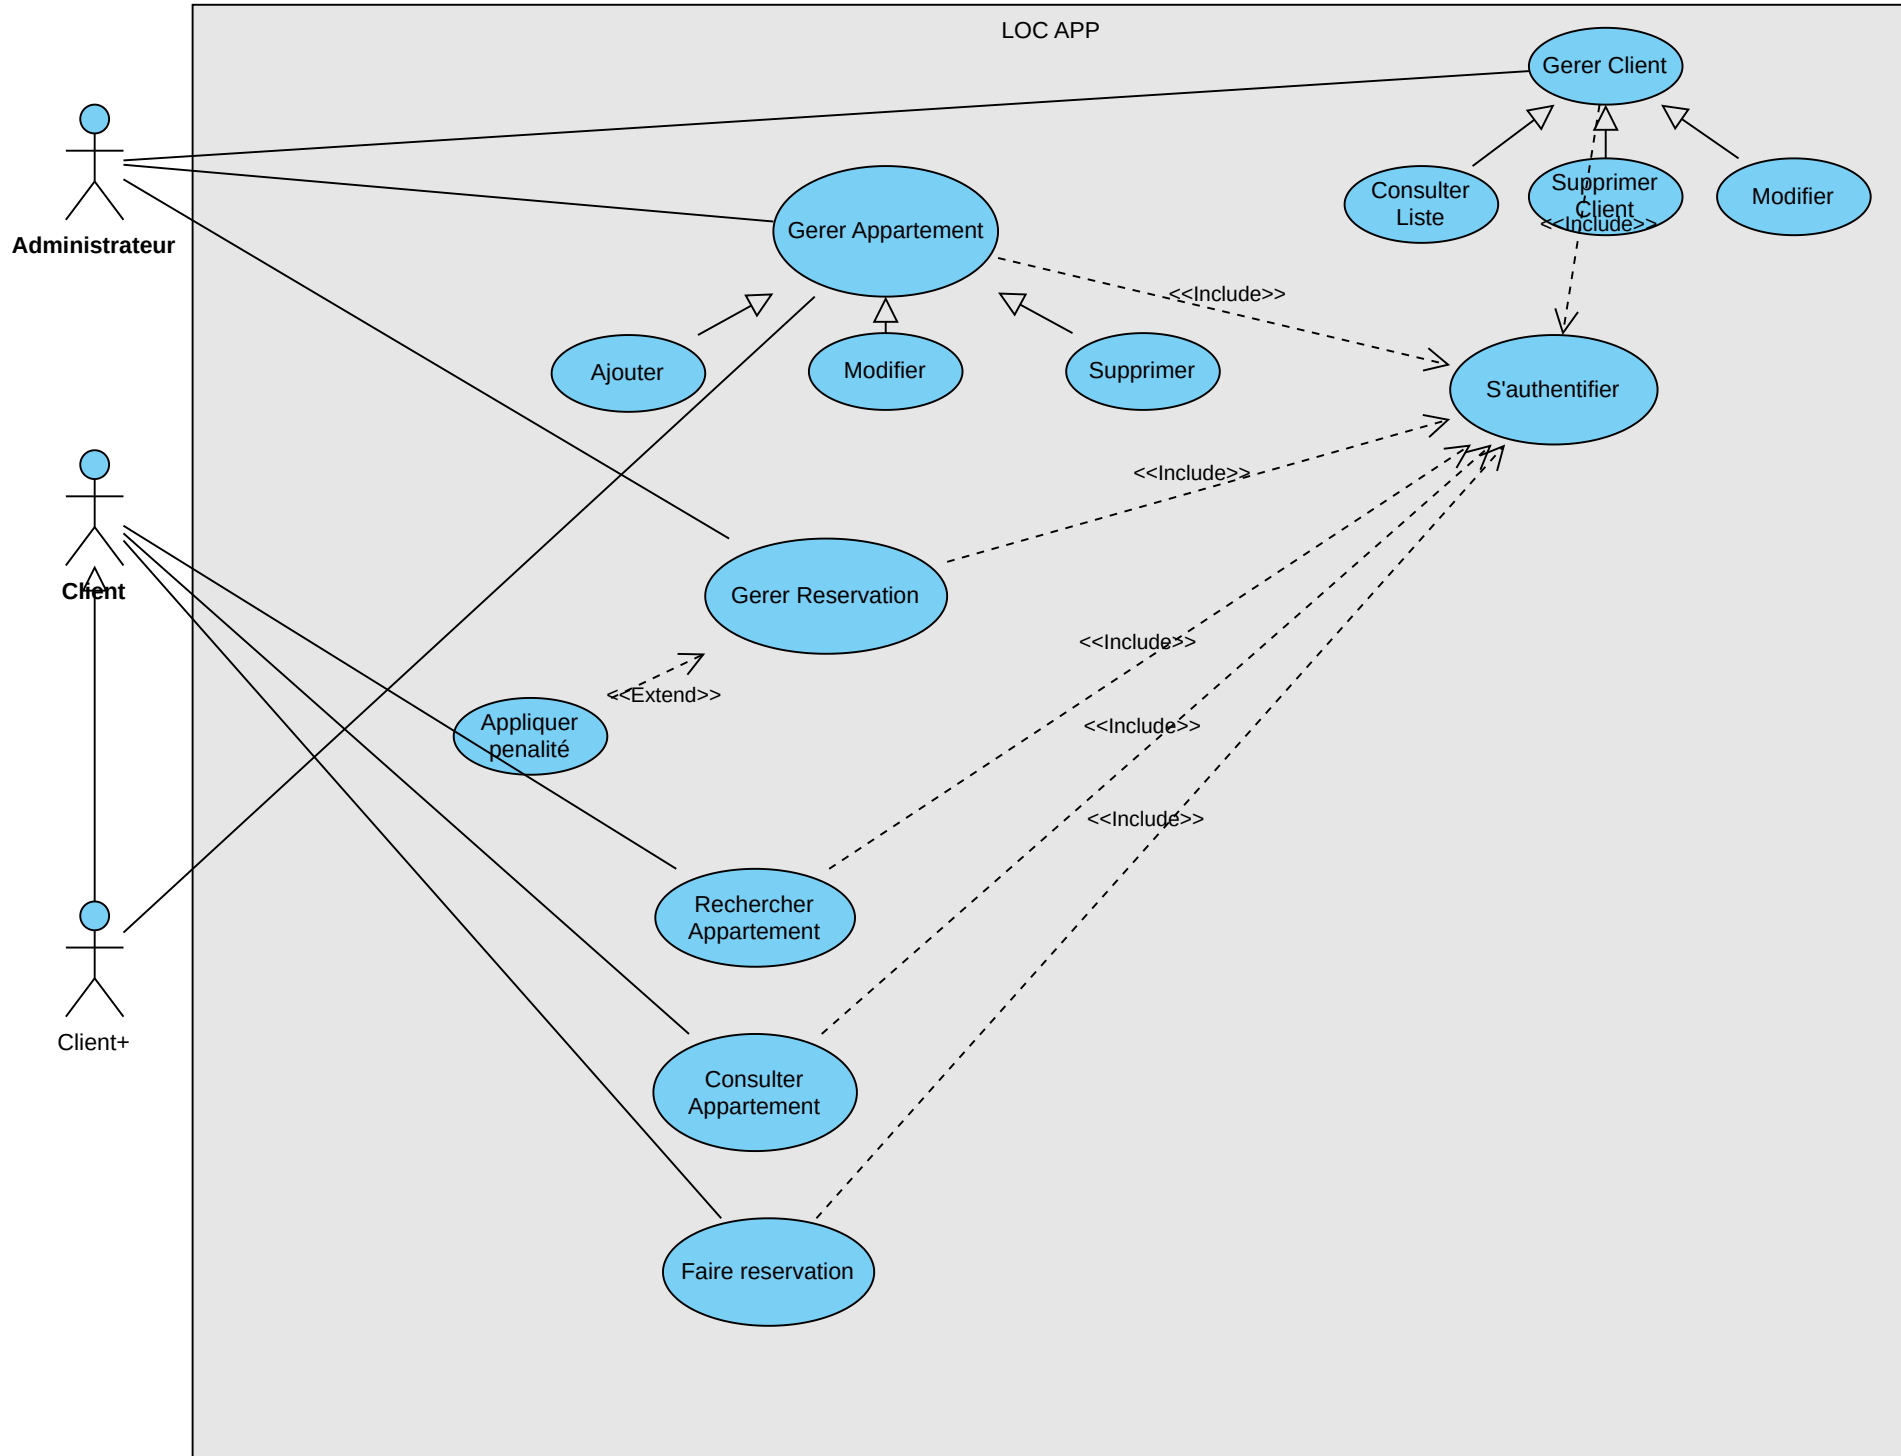 LOC APP
Gerer Client
Administrateur
Consulter
Liste
Supprimer
Client
Modifier
<<Include>>
Gerer Appartement
<<Include>>
Ajouter
Modifier
Supprimer
S'authentifier
<<Include>>
Client
Gerer Reservation
<<Include>>
<<Extend>>
Appliquer
penalité
<<Include>>
<<Include>>
Rechercher
Appartement
Client+
Consulter
Appartement
Faire reservation